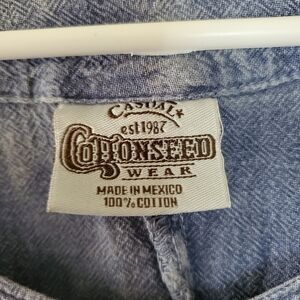 CASUAL
est 1987
COTTONSEED
WEAR
MADE IN MEXICO
100% COTTON